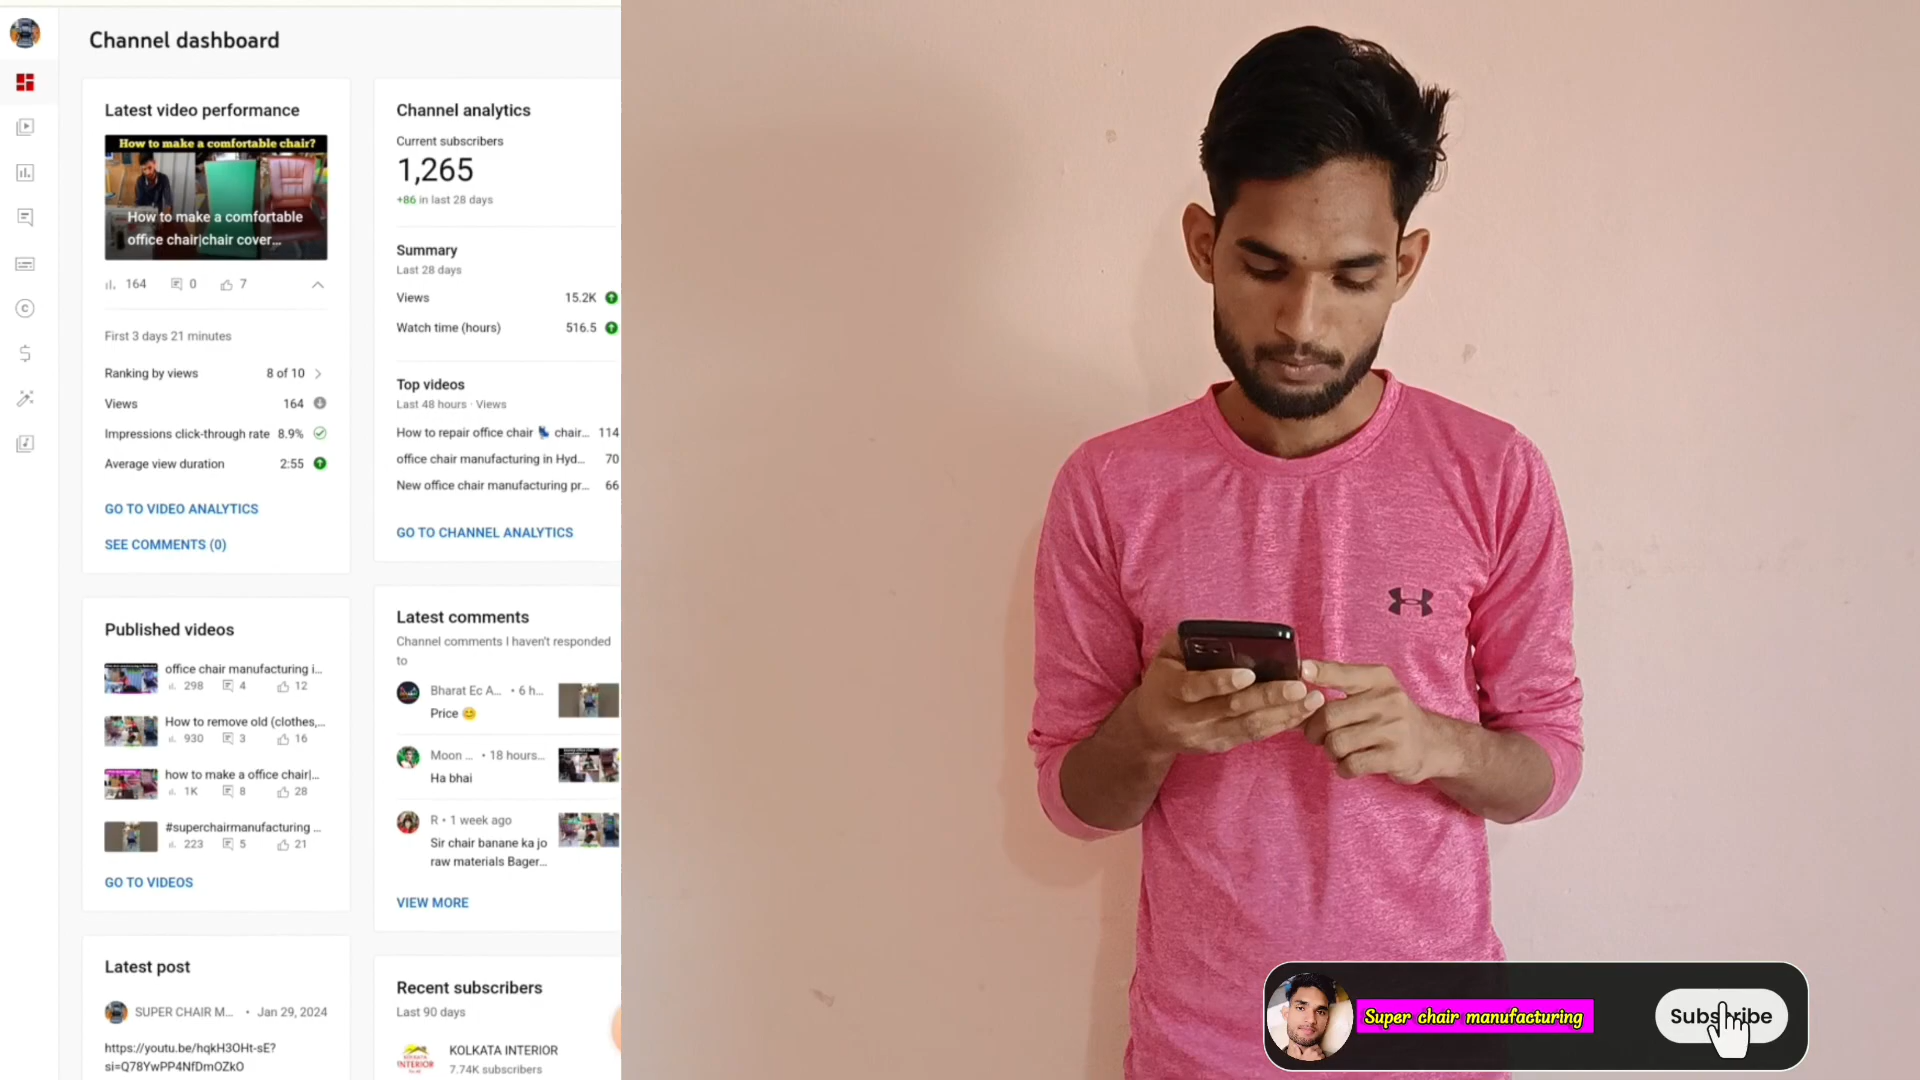 Channel dashboard
Latest video performance
How to make a comfortable chair?
How to make a comfortable
office chair|chair cover...
164 0 7
First 3 days 21 minutes
Ranking by views 8 of 10
Views 164
Impressions click-through rate 8.9%
Average view duration 2:55
GO TO VIDEO ANALYTICS
SEE COMMENTS (0)
Published videos
office chair manufacturing i...
298 4 12
How to remove old (clothes,...
930 3 16
how to make a office chair|...
1K 8 28
#superchairmanufacturing ...
223 5 21
GO TO VIDEOS
Latest post
SUPER CHAIR M... • Jan 29, 2024
https://youtu.be/hqkH3OHt-sE?
si=Q78YwPP4NfDmOZkO
Channel analytics
Current subscribers
1,265
+86 in last 28 days
Summary
Last 28 days
Views 15.2K
Watch time (hours) 516.5
Top videos
Last 48 hours · Views
How to repair office chair 💺 chair... 114
office chair manufacturing in Hyd... 70
New office chair manufacturing pr... 66
GO TO CHANNEL ANALYTICS
Latest comments
Channel comments I haven't responded
to
Bharat Ec A... • 6 h...
Price 😊
Moon ... • 18 hours...
Ha bhai
R • 1 week ago
Sir chair banane ka jo
raw materials Bager...
VIEW MORE
Recent subscribers
Last 90 days
KOLKATA INTERIOR
7.74K subscribers
Super chair manufacturing
Subscribe